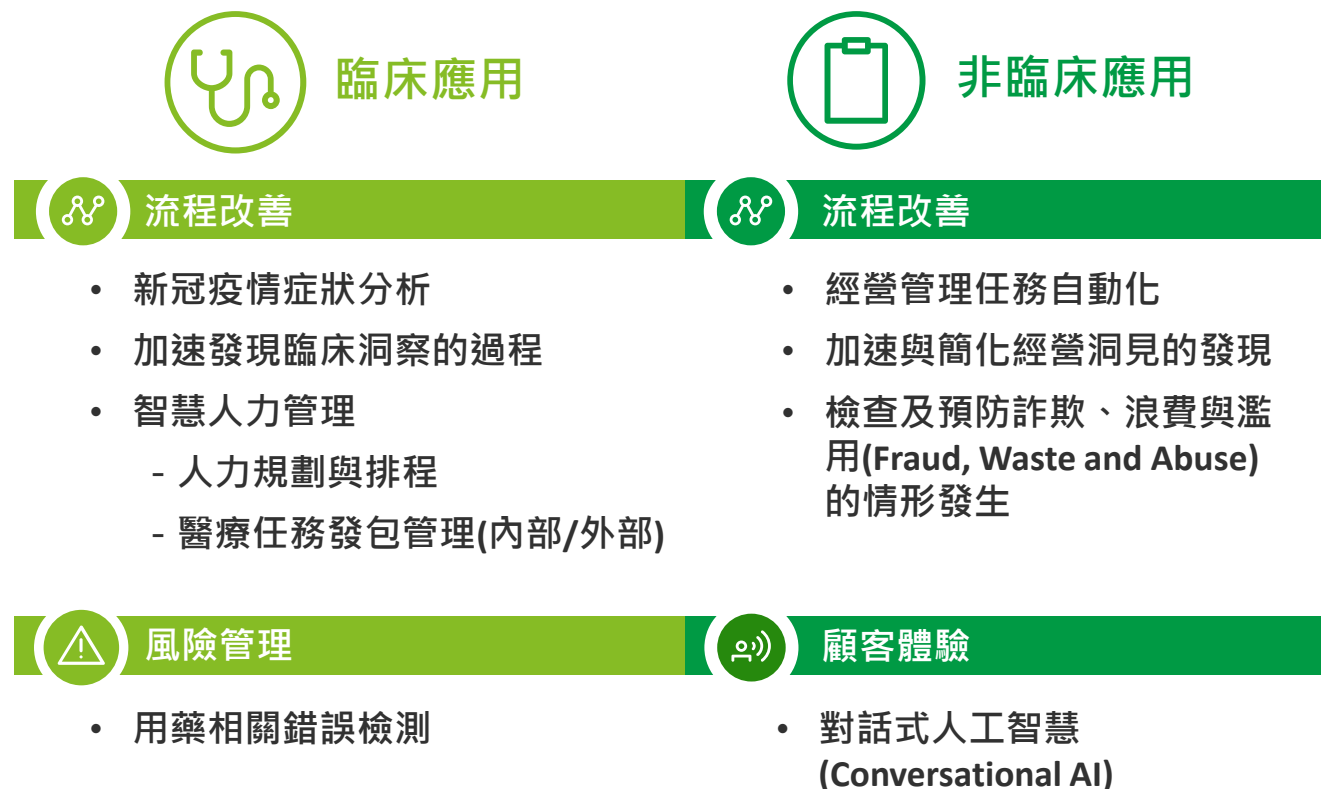 臨床應用
流程改善
• 新冠疫情症狀分析
• 加速發現臨床洞察的過程
• 智慧人力管理
- 人力規劃與排程
- 醫療任務發包管理(內部/外部)
風險管理
• 用藥相關錯誤檢測
非臨床應用
流程改善
• 經營管理任務自動化
• 加速與簡化經營洞見的發現
• 檢查及預防詐欺、浪費與濫
用(Fraud, Waste and Abuse)
的情形發生
顧客體驗
• 對話式人工智慧
(Conversational AI)